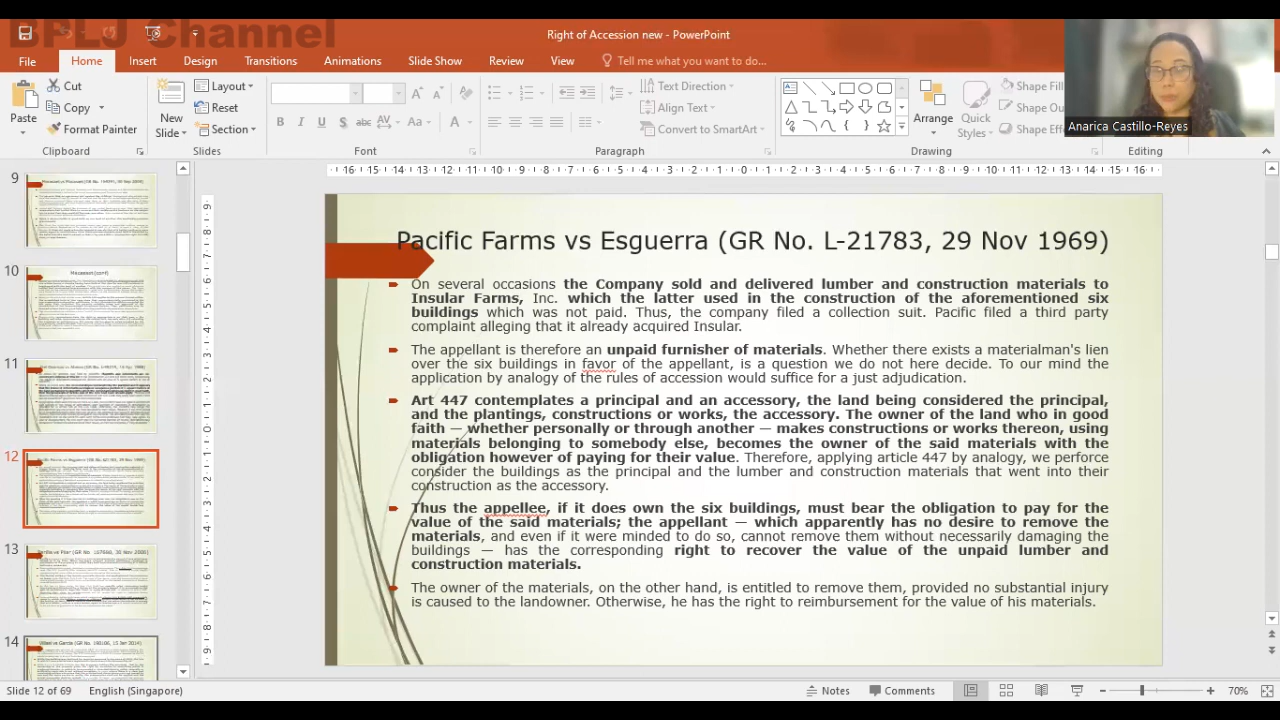 BPLJ Channel
Right of Accession new - PowerPoint
File Home Insert Design Transitions Animations Slide Show Review View Tell me what you want to do...
Cut
Copy
Format Painter
Paste
Clipboard
New Slide
Layout
Reset
Section
Slides
Font
Text Direction
Align Text
Convert to SmartArt
Paragraph
Arrange
Quick Styles
Shape Fill
Shape Ou
Shape Effe
Drawing
Editing
Anarica Castillo-Reyes
9
10
11
12
13
14
Pacific Farms vs Esguerra (GR No. L-21783, 29 Nov 1969)
On several occasions the Company sold and delivered lumber and construction materials to
Insular Farms, Inc. which the latter used in the construction of the aforementioned six
buildings which was not paid. Thus, the company filed a collection suit. Pacific filed a third party
complaint alleging that it already acquired Insular.
The appellant is therefore an unpaid furnisher of materials. Whether there exists a materialman's lien
over the six buildings in favor of the appellant, is a question we do not here decide. To our mind the
application by analogy of the rules of accession would suffice for a just adjudication.
Art 447 contemplates a principal and an accessory, the land being considered the principal,
and the plantings, constructions or works, the accessory. The owner of the land who in good
faith — whether personally or through another — makes constructions or works thereon, using
materials belonging to somebody else, becomes the owner of the said materials with the
obligation however of paying for their value. Therefore, applying article 447 by analogy, we perforce
consider the buildings as the principal and the lumber and construction materials that went into their
construction as the accessory.
Thus the appellee, if it does own the six buildings, must bear the obligation to pay for the
value of the said materials; the appellant — which apparently has no desire to remove the
materials, and even if it were minded to do so, cannot remove them without necessarily damaging the
buildings — has the corresponding right to recover the value of the unpaid lumber and
construction materials.
The owner of the materials, on the other hand, is entitles to remove them, provided no substantial injury
is caused to the landowner. Otherwise, he has the right to reimbursement for the value of his materials.
Slide 12 of 69 English (Singapore) Notes Comments 70%